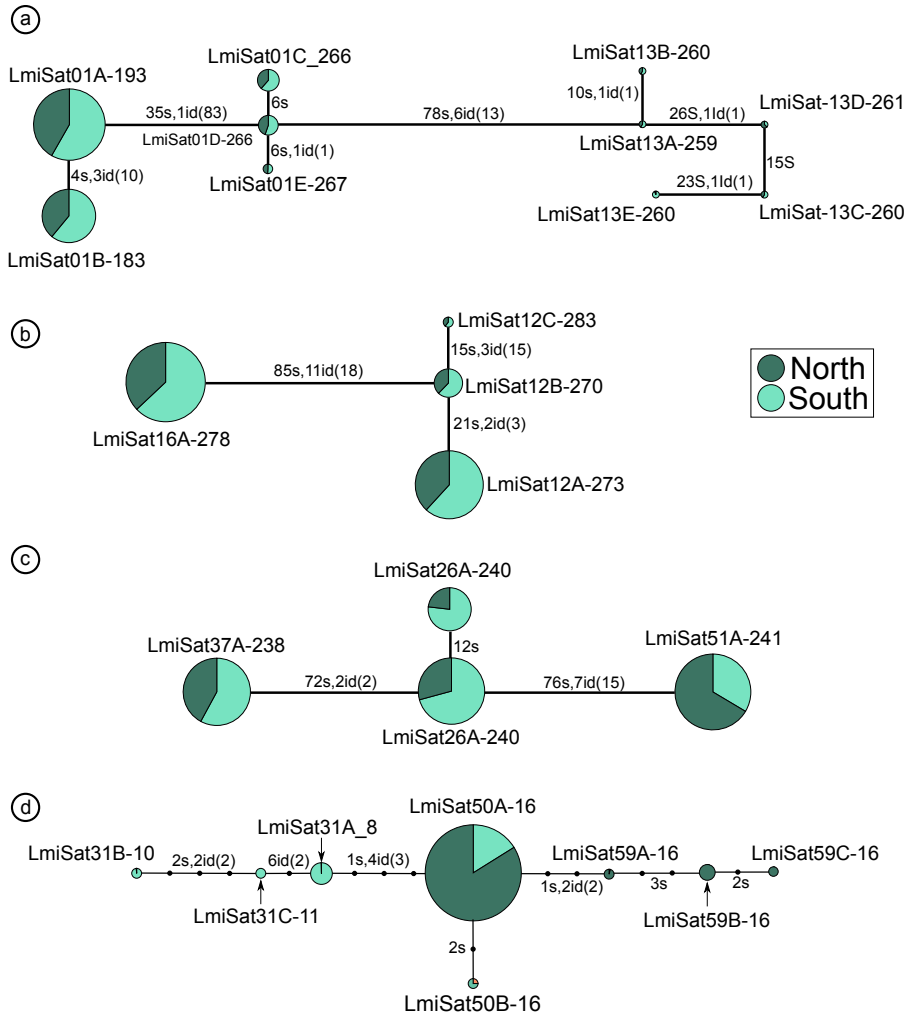 a
LmiSat01A-193
LmiSat01C_266
LmiSat13B-260
35s,1id(83)
6s
78s,6id(13)
10s,1id(1)
26S,1Id(1)
LmiSat-13D-261
LmiSat01D-266
LmiSat13A-259
4s,3id(10)
6s,1id(1)
15S
LmiSat01E-267
23S,1Id(1)
LmiSat01B-183
LmiSat13E-260
LmiSat-13C-260
b
LmiSat12C-283
15s,3id(15)
85s,11id(18)
LmiSat12B-270
North
South
21s,2id(3)
LmiSat16A-278
LmiSat12A-273
c
LmiSat26A-240
LmiSat37A-238
12s
LmiSat51A-241
72s,2id(2)
76s,7id(15)
LmiSat26A-240
d
LmiSat50A-16
LmiSat31A_8
LmiSat31B-10
LmiSat59A-16
LmiSat59C-16
2s,2id(2)
6id(2)
1s,4id(3)
1s,2id(2)
3s
2s
LmiSat31C-11
LmiSat59B-16
2s
LmiSat50B-16